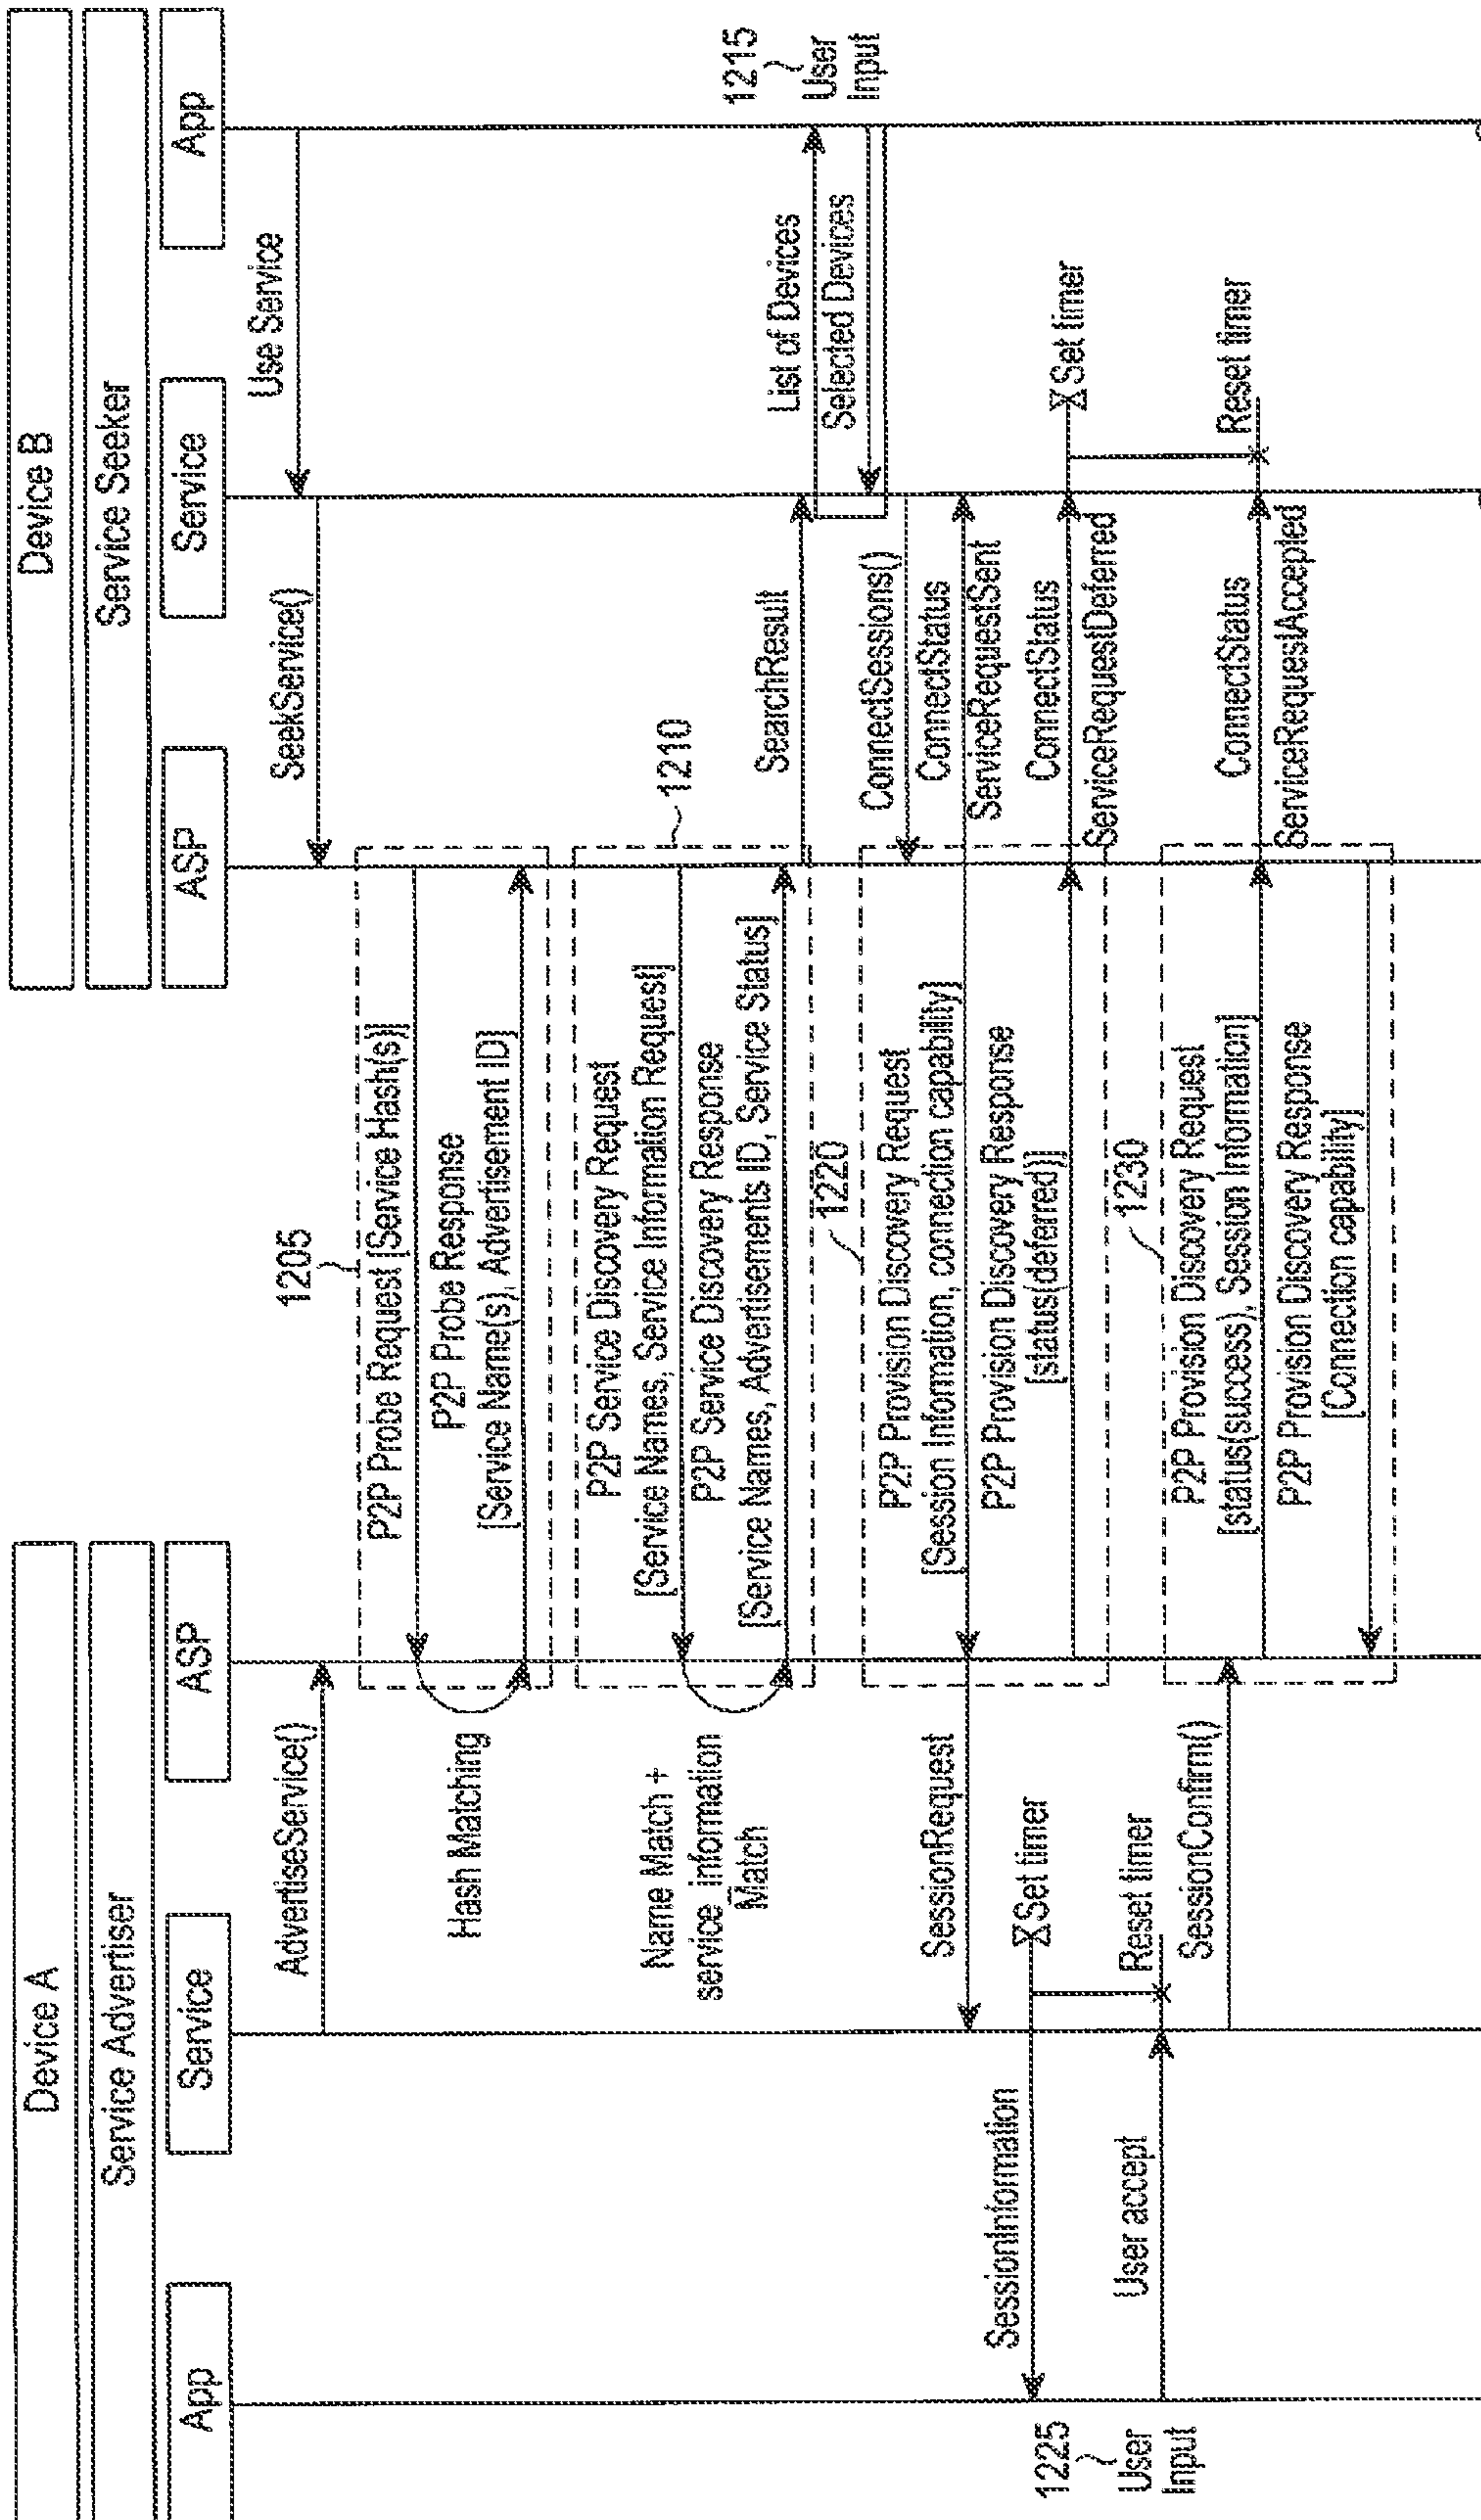 Device A
Service Advertiser
App
Service
ASP
Device B
Service Seeker
ASP
Service
App
Use Service
AdvertiseService()
SeekService()
1205
P2P Probe Request [Service Hash(s)]
P2P Probe Response
[Service Name(s), Advertisement ID]
Hash Matching
1210
P2P Service Discovery Request
[Service Names, Service Information Request]
P2P Service Discovery Response
[Service Names, Advertisements ID, Service Status]
Name Match +
service information
Match
SearchResult
List of Devices
Selected Devices
1215
User
Input
ConnectSessions()
1220
P2P Provision Discovery Request
[Session Information, connection capability]
ConnectStatus
ServiceRequestSent
SessionRequest
P2P Provision Discovery Response
[status(deferred)]
ConnectStatus
ServiceRequestDeferred
Set timer
SessionInformation
Set timer
1225
User
Input
User accept
Reset timer
SessionConfirm()
1230
P2P Provision Discovery Request
[status(success), Session Information]
ConnectStatus
ServiceRequestAccepted
Reset timer
P2P Provision Discovery Response
[Connection capability]